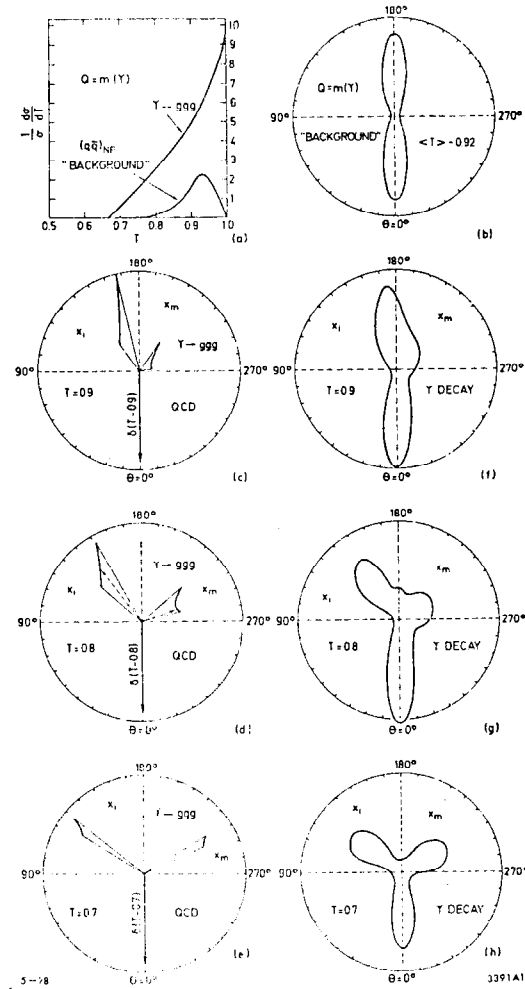 10
9
8
7
6
5
4
3
2
1
Q = m (Υ)
1/σ dσ/dT
Υ → ggg
(qq̄)NF
"BACKGROUND"
0.5 0.6 0.7 0.8 0.9 1.0
T
(a)
180°
Q = m(Υ)
90° 270°
"BACKGROUND" <T> ~0.92
θ=0°
(b)
180°
x₁ xm
Υ→ ggg
90° 270°
T=0.9 δ(T-0.9) QCD
(c)
θ=0°
180°
x₁ xm
90° 270°
T=0.9 Υ DECAY
(f)
θ=0°
180°
Υ→ ggg
x₁ xm
90° 270°
T=0.8 δ(T-0.8) QCD
(d)
θ=0°
180°
x₁ xm
90° 270°
T=0.8 Υ DECAY
(g)
θ=0°
180°
x₁ Υ→ ggg
xm
90° 270°
T=0.7 δ(T-0.7) QCD
(e)
θ=0°
5-78
180°
x₁ xm
90° 270°
T=0.7 Υ DECAY
(h)
θ=0°
3391A1